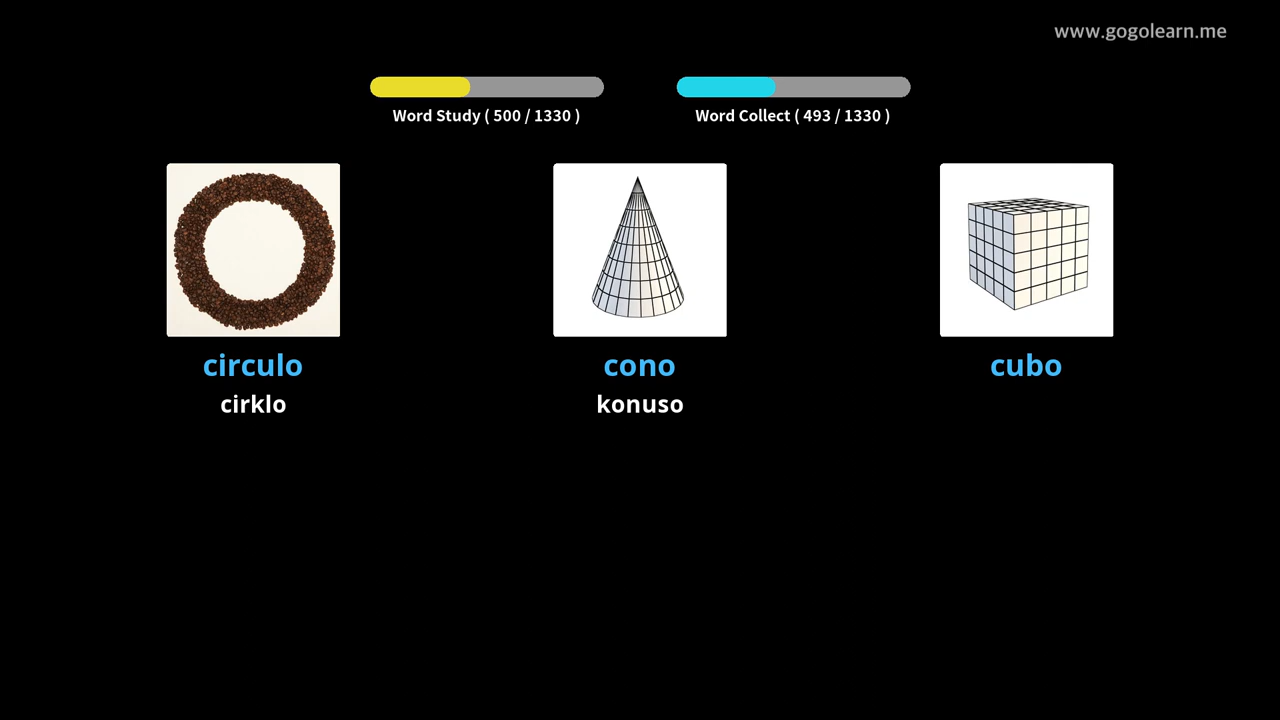 www.gogolearn.me
Word Study ( 500 / 1330 )
Word Collect ( 493 / 1330 )
circulo
cono
cubo
cirklo
konuso